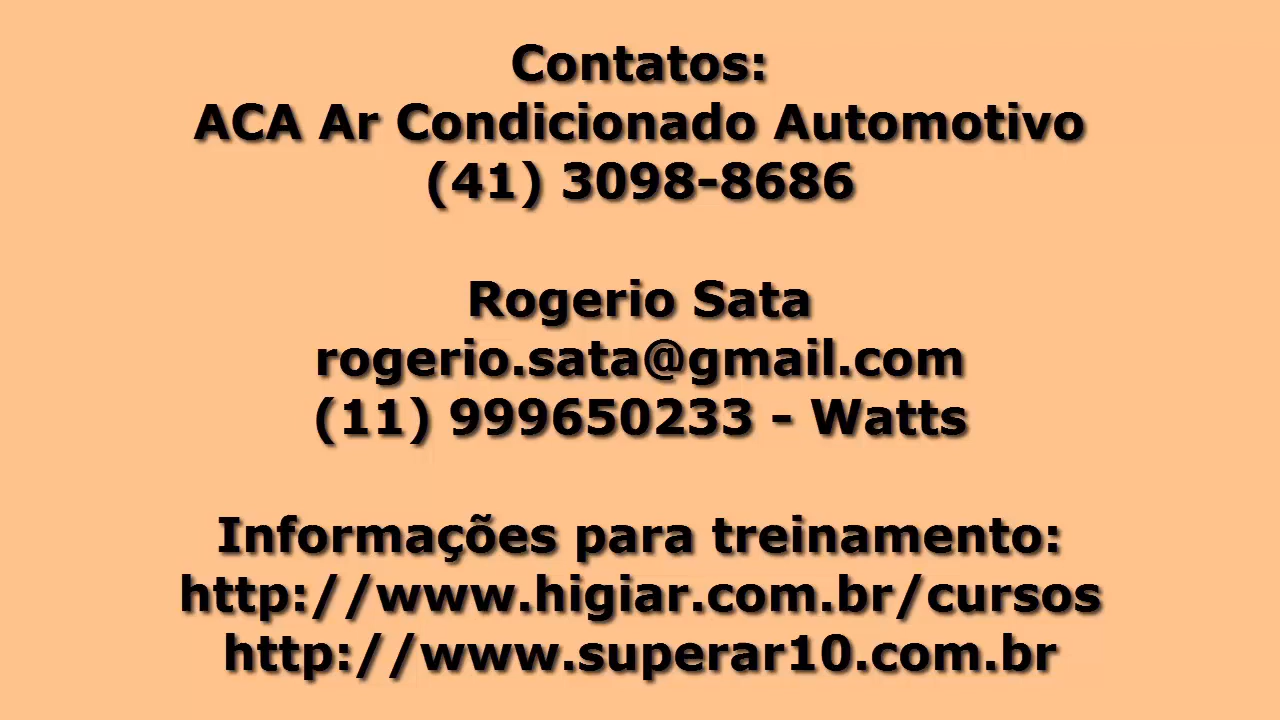 Contatos:
ACA Ar Condicionado Automotivo
(41) 3098-8686
Rogerio Sata
rogerio.sata@gmail.com
(11) 999650233 - Watts
Informações para treinamento:
http://www.higiar.com.br/cursos
http://www.superar10.com.br